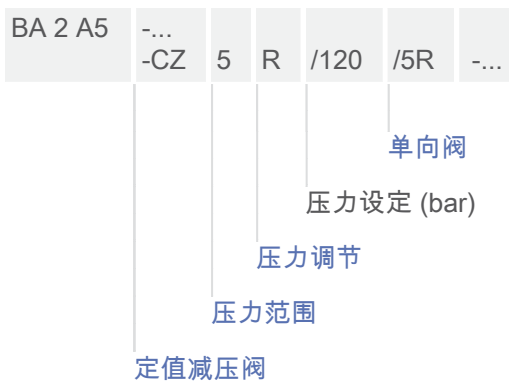 BA 2 A5 -...
-CZ 5 R /120 /5R -...
单向阀
压力设定 (bar)
压力调节
压力范围
定值减压阀